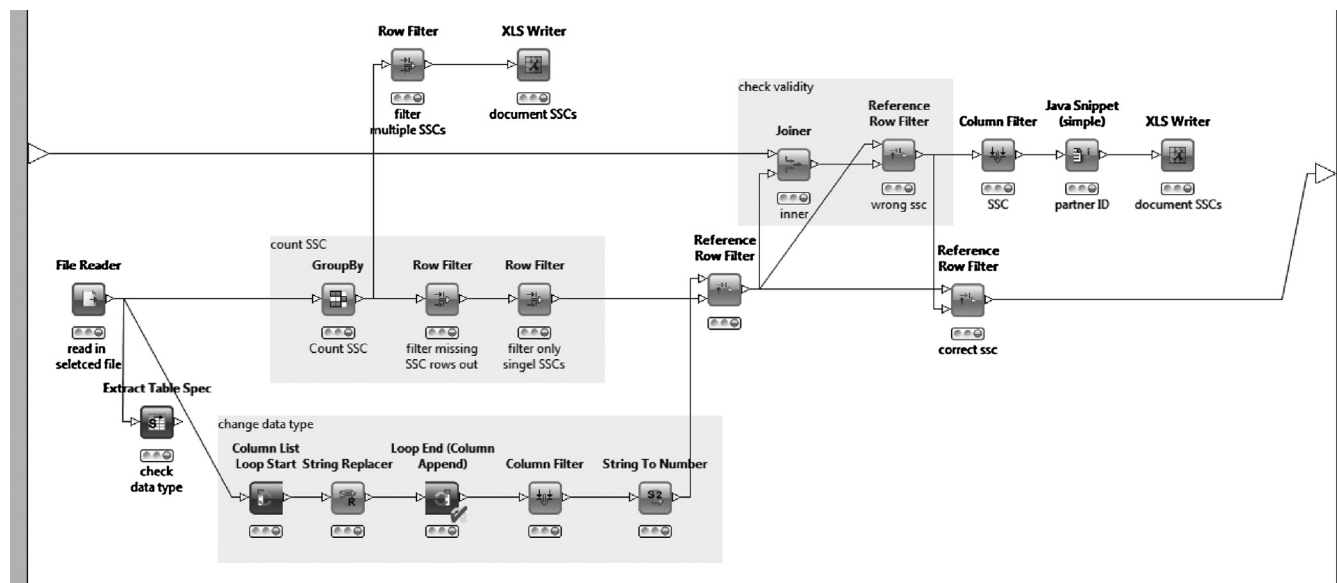 Row Filter
XLS Writer
filter
multiple SSCs
document SSCs
check validity
Joiner
inner
Reference
Row Filter
wrong ssc
Column Filter
SSC
Java Snippet
(simple)
partner ID
XLS Writer
document SSCs
File Reader
read in
seletced file
count SSC
GroupBy
Count SSC
Row Filter
filter missing
SSC rows out
Row Filter
filter only
singel SSCs
Reference
Row Filter
Reference
Row Filter
correct ssc
Extract Table Spec
S
check
data type
change data type
Column List
Loop Start
String Replacer
R
Loop End (Column
Append)
Column Filter
String To Number
S2